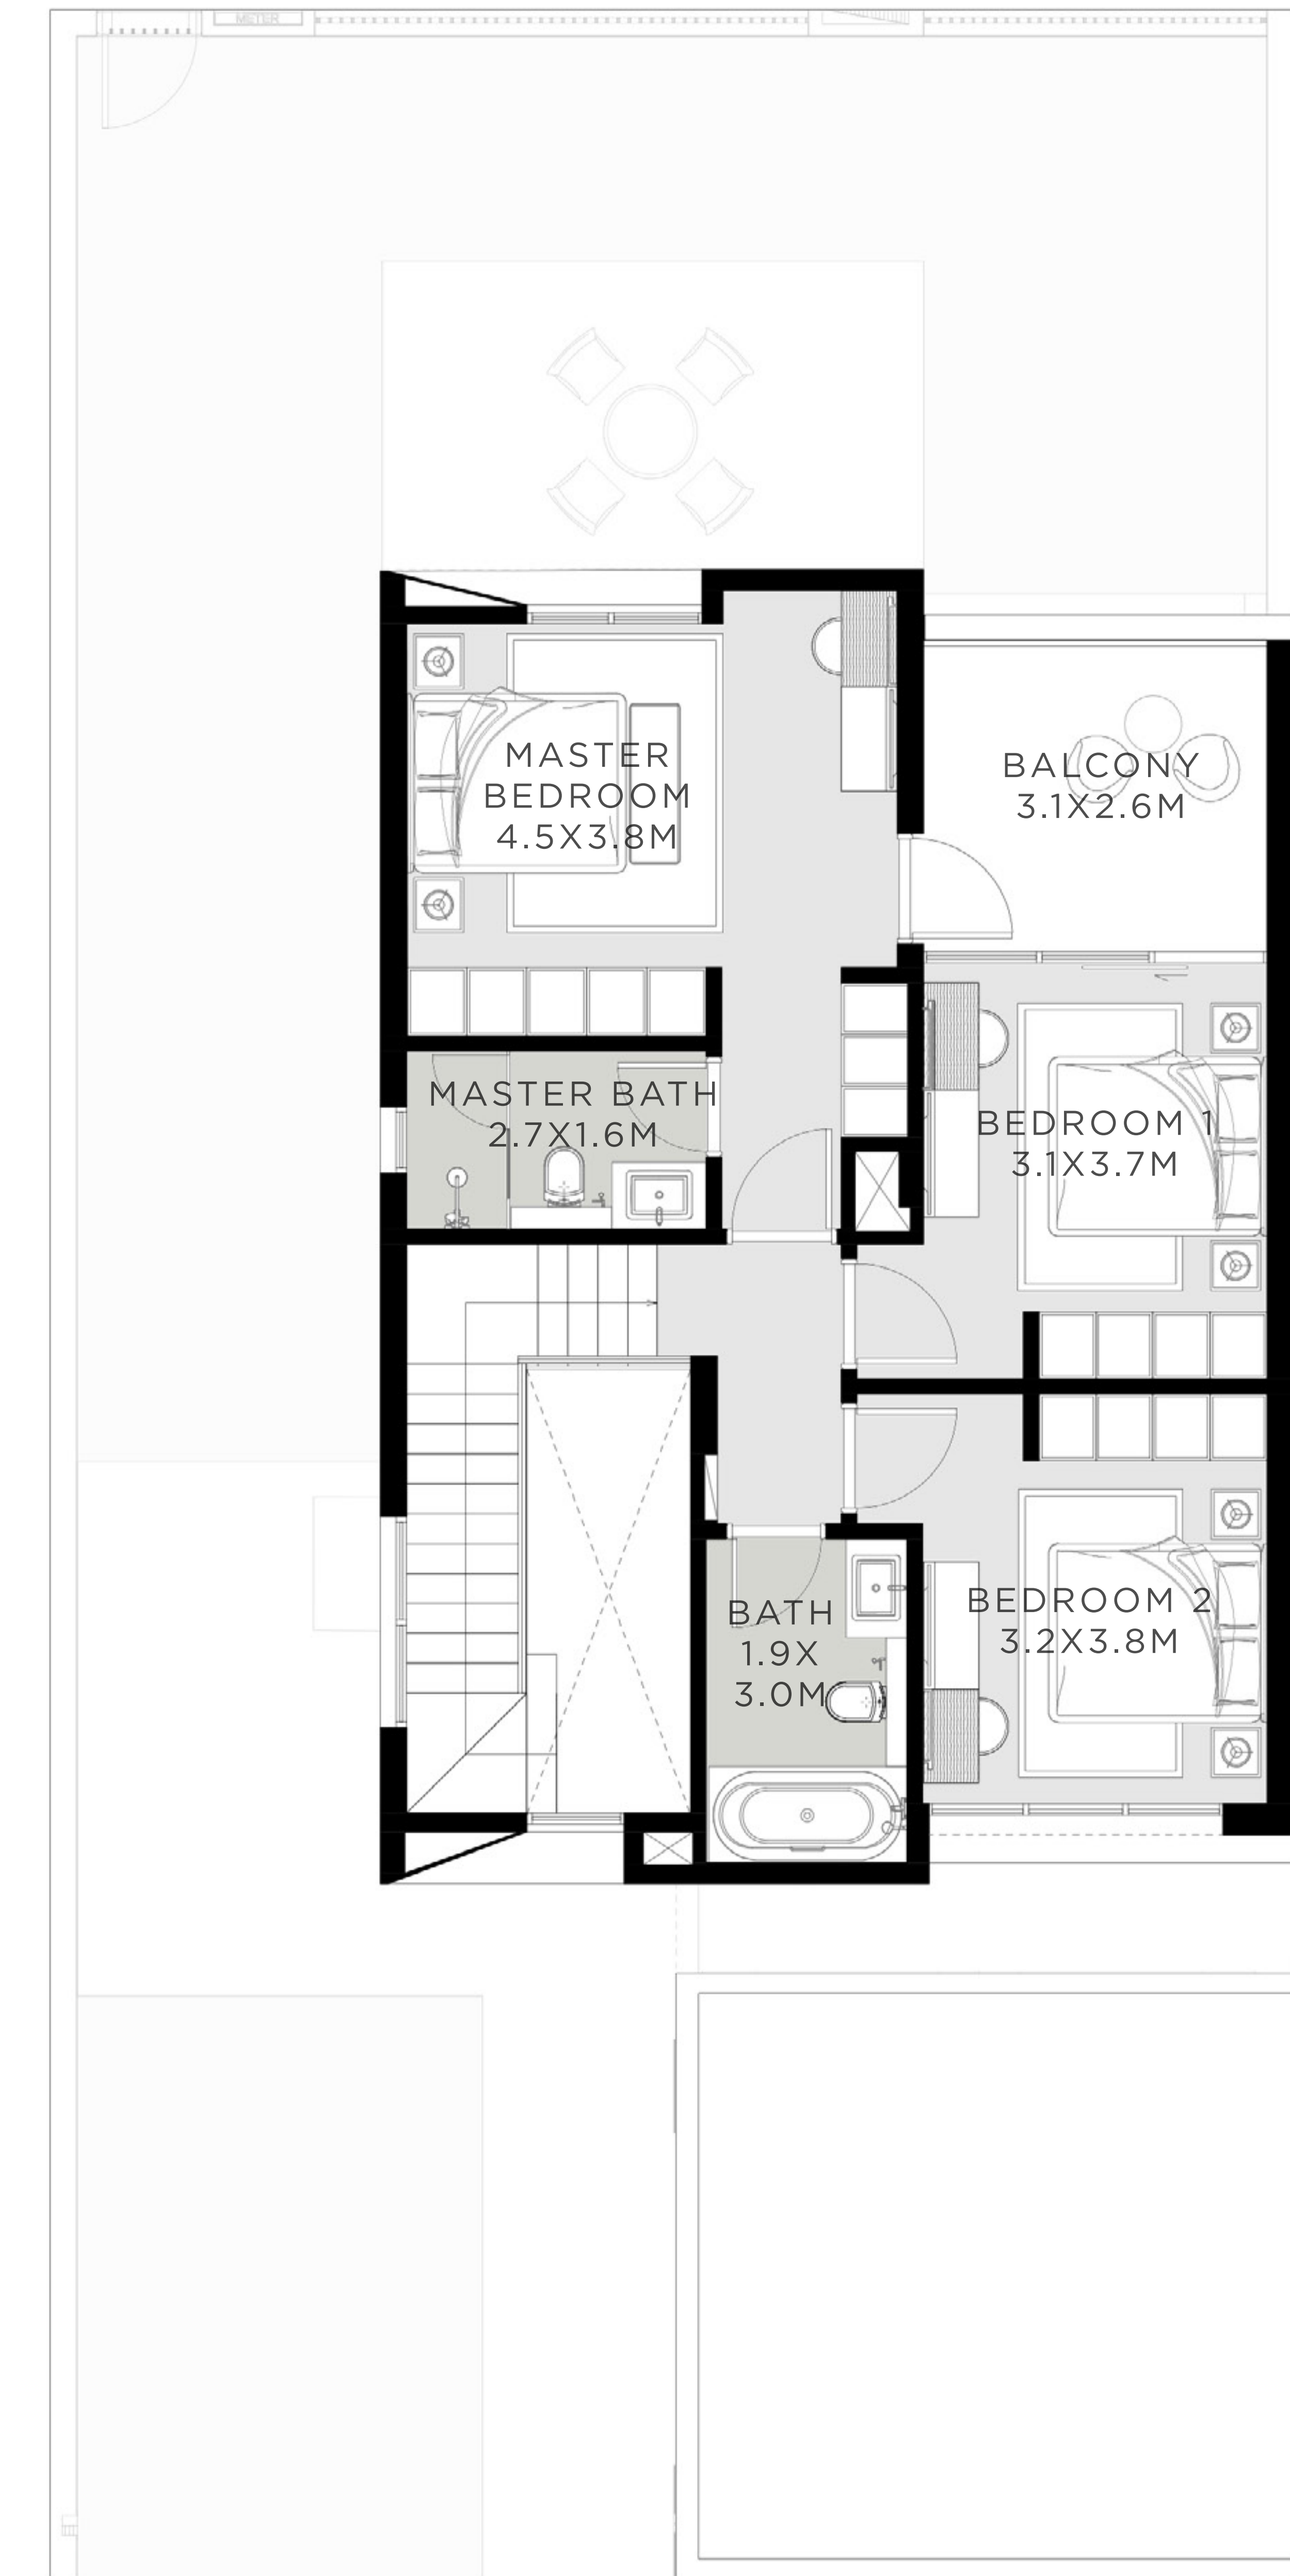 METER
MASTER
BEDROOM
4.5X3.8M
BALCONY
3.1X2.6M
MASTER BATH
2.7X1.6M
BEDROOM 1
3.1X3.7M
BEDROOM 2
3.2X3.8M
BATH
1.9X
3.0M